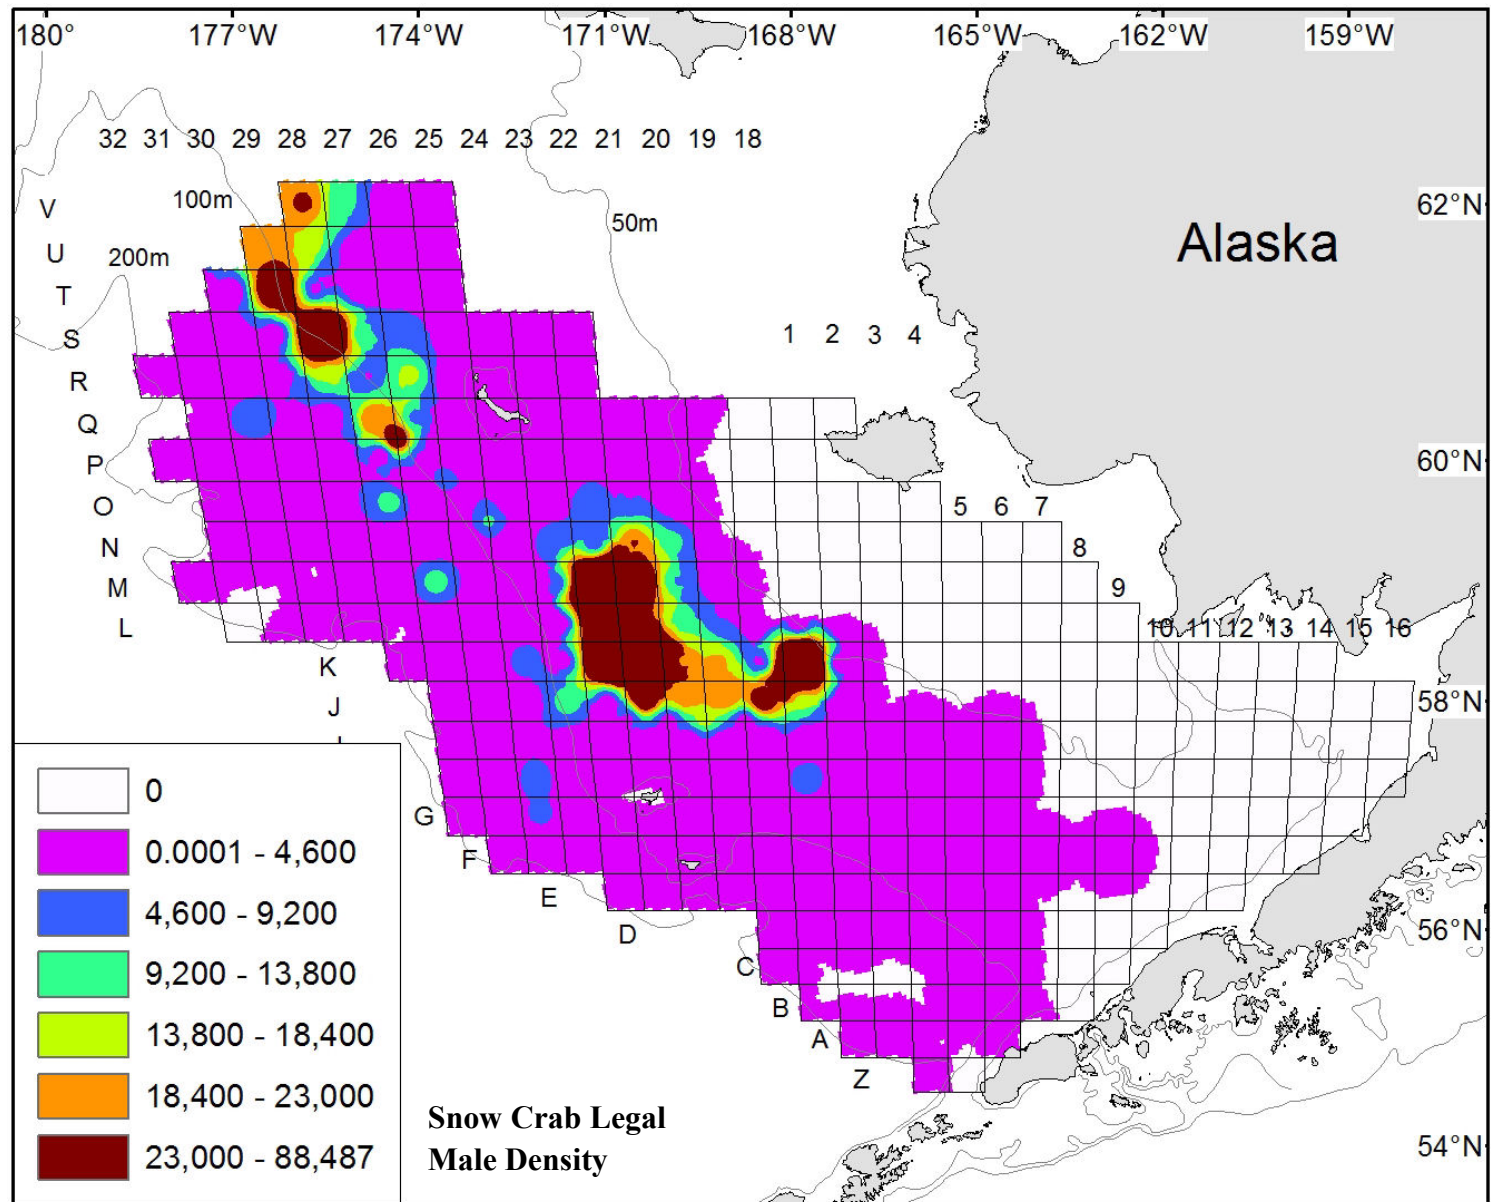 180° 177°W 174°W 171°W 168°W 165°W 162°W 159°W
32 31 30 29 28 27 26 25 24 23 22 21 20 19 18
V
100m
62°N
50m
U
200m
Alaska
T
1 2 3 4
S
R
Q
P
60°N
O
5 6 7
N
8
M
9
L
10 11 12 13 14 15 16
K
58°N
J
G
F
E
D
56°N
C
B
A
Z
54°N
0
0.0001 - 4,600
4,600 - 9,200
9,200 - 13,800
13,800 - 18,400
18,400 - 23,000
23,000 - 88,487
Snow Crab Legal
Male Density